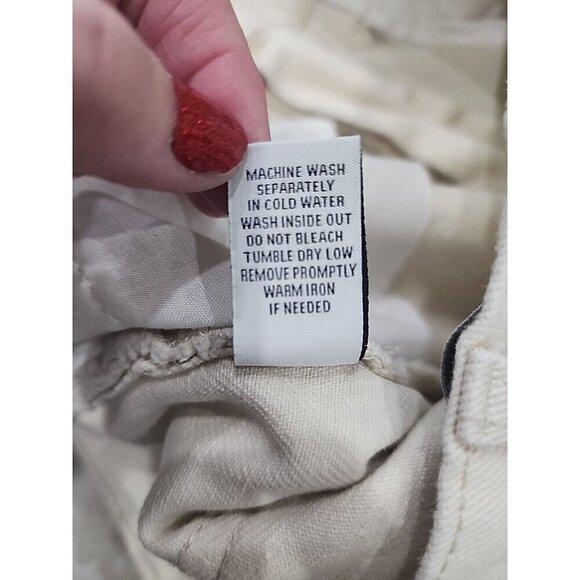 MACHINE WASH
SEPARATELY
IN COLD WATER
WASH INSIDE OUT
DO NOT BLEACH
TUMBLE DRY LOW
REMOVE PROMPTLY
WARM IRON
IF NEEDED